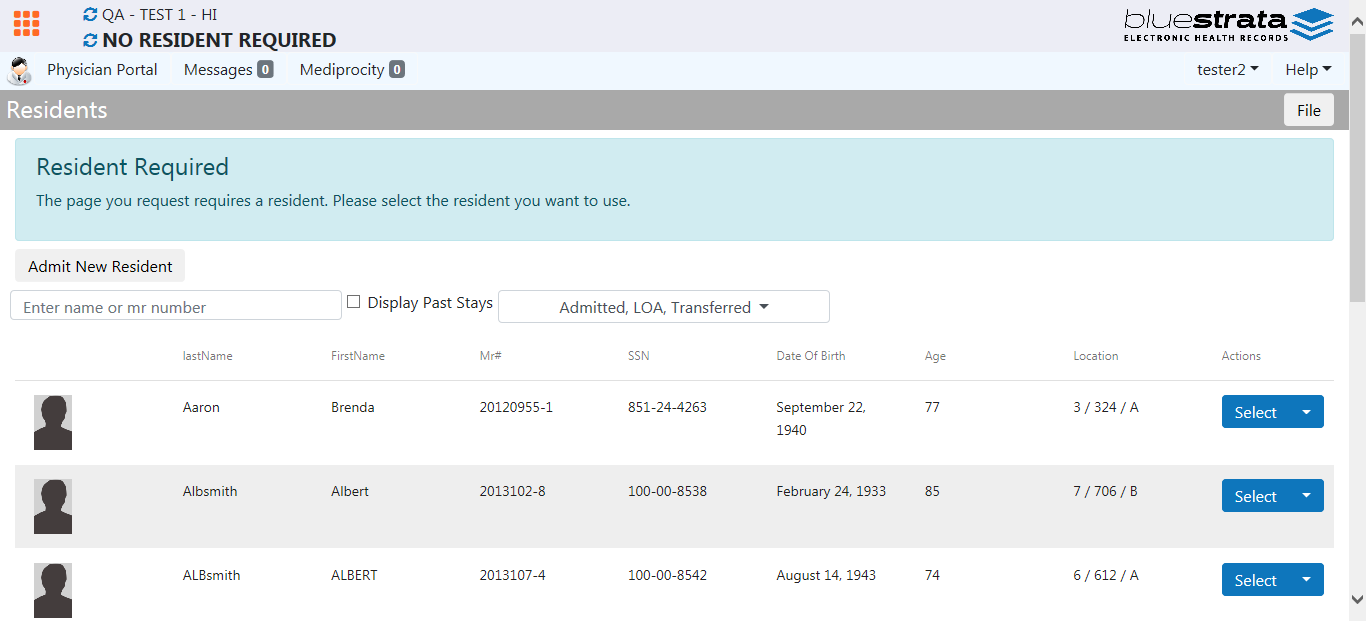 QA - TEST 1 - HI
NO RESIDENT REQUIRED
bluestrata
ELECTRONIC HEALTH RECORDS
Physician Portal Messages 0 Mediprocity 0 tester2 Help
Residents File
Resident Required
The page you request requires a resident. Please select the resident you want to use.
Admit New Resident
Enter name or mr number Display Past Stays Admitted, LOA, Transferred
lastName FirstName Mr# SSN Date Of Birth Age Location Actions
Aaron Brenda 20120955-1 851-24-4263 September 22, 77 3 / 324 / A Select
1940
Albsmith Albert 2013102-8 100-00-8538 February 24, 1933 85 7 / 706 / B Select
ALBsmith ALBERT 2013107-4 100-00-8542 August 14, 1943 74 6 / 612 / A Select